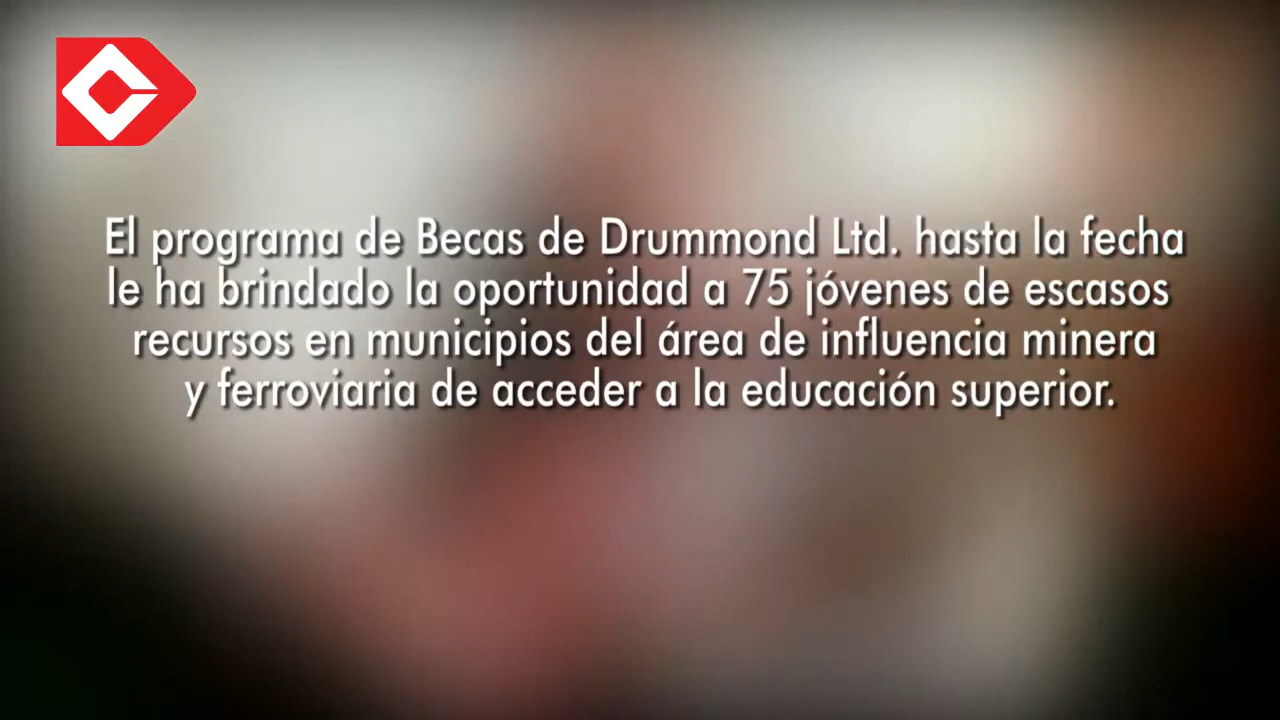 El programa de Becas de Drummond Ltd. hasta la fecha
le ha brindado la oportunidad a 75 jóvenes de escasos
recursos en municipios del área de influencia minera
y ferroviaria de acceder a la educación superior.